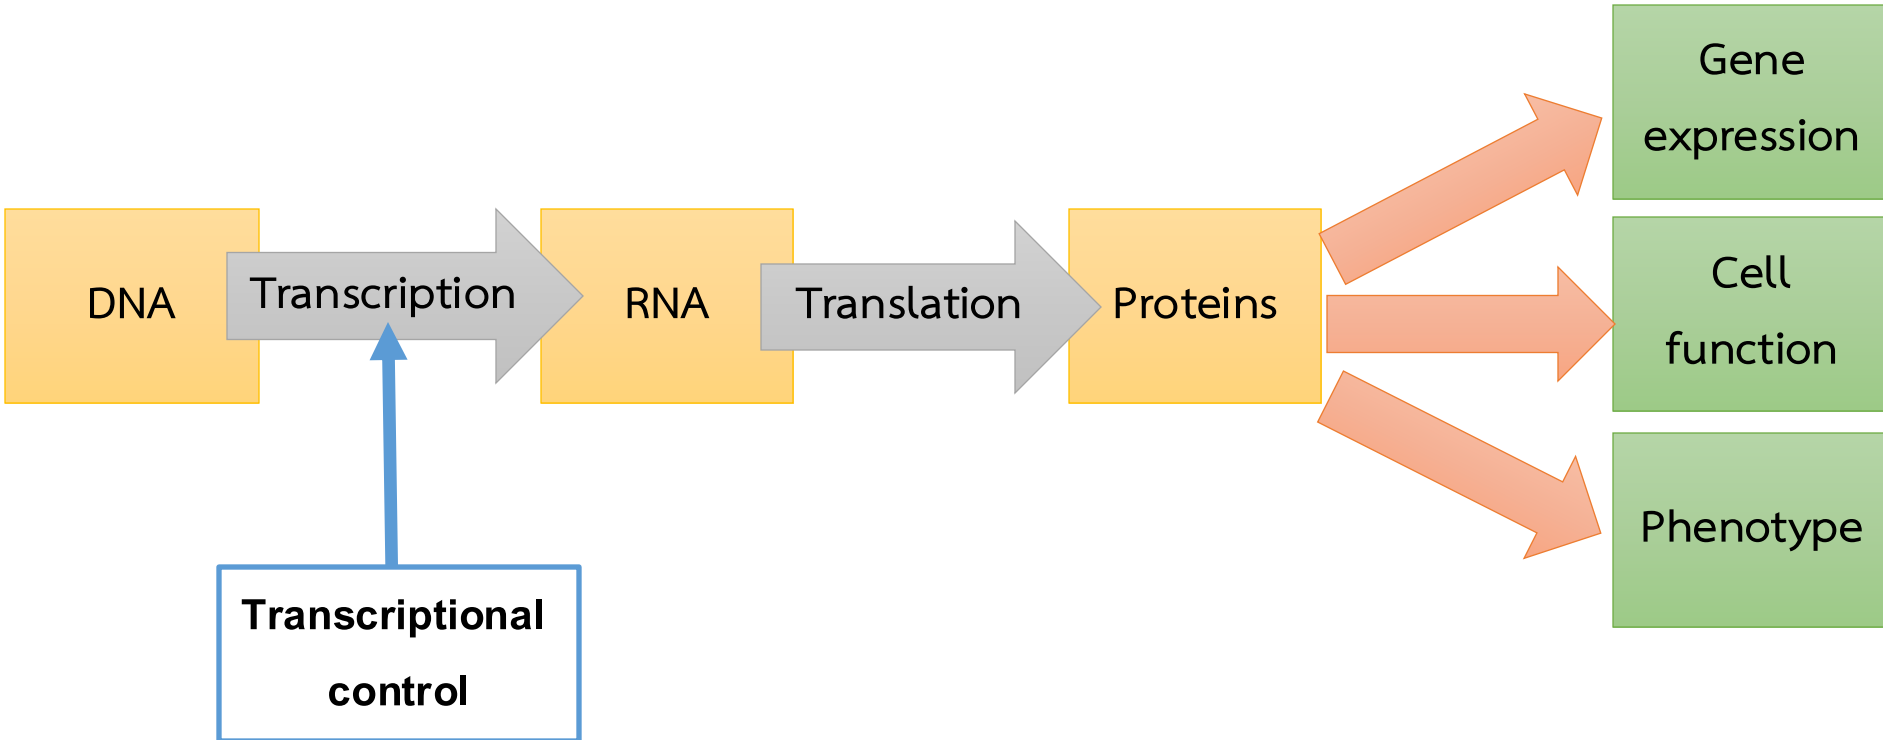 DNA
Transcription
RNA
Translation
Proteins
Gene
expression
Cell
function
Phenotype
Transcriptional
control